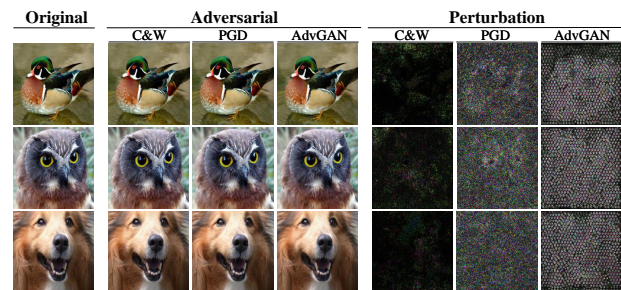 Original Adversarial Perturbation
C&W PGD AdvGAN C&W PGD AdvGAN